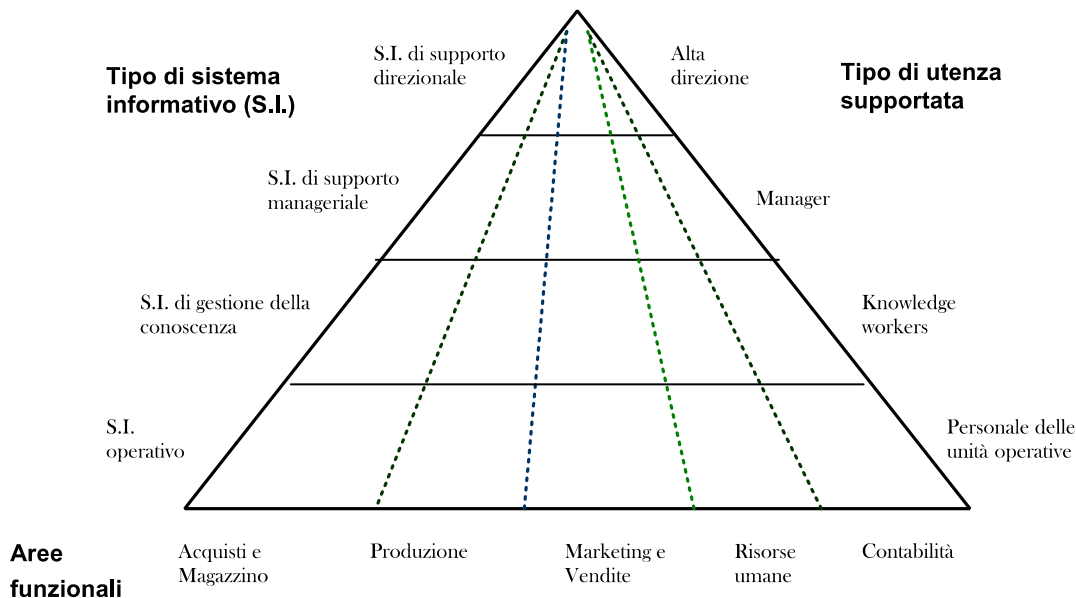 S.I. di supporto
direzionale
Alta
direzione
Tipo di sistema
informativo (S.I.)
Tipo di utenza
supportata
S.I. di supporto
manageriale
Manager
S.I. di gestione della
conoscenza
Knowledge
workers
S.I.
operativo
Personale delle
unità operative
Aree
funzionali
Acquisti e
Magazzino
Produzione
Marketing e
Vendite
Risorse
umane
Contabilità